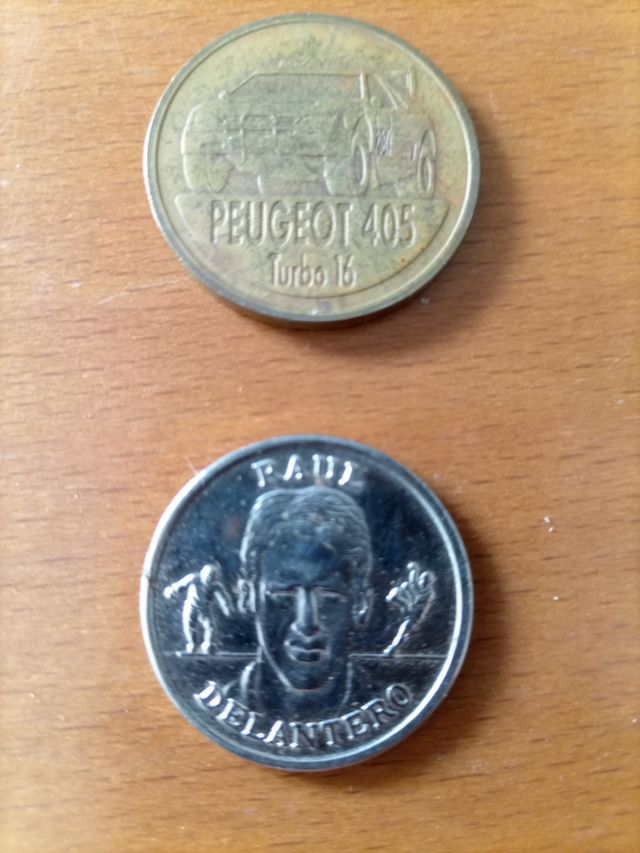 PEUGEOT 405
Turbo 16
RAUL
DELANTERO